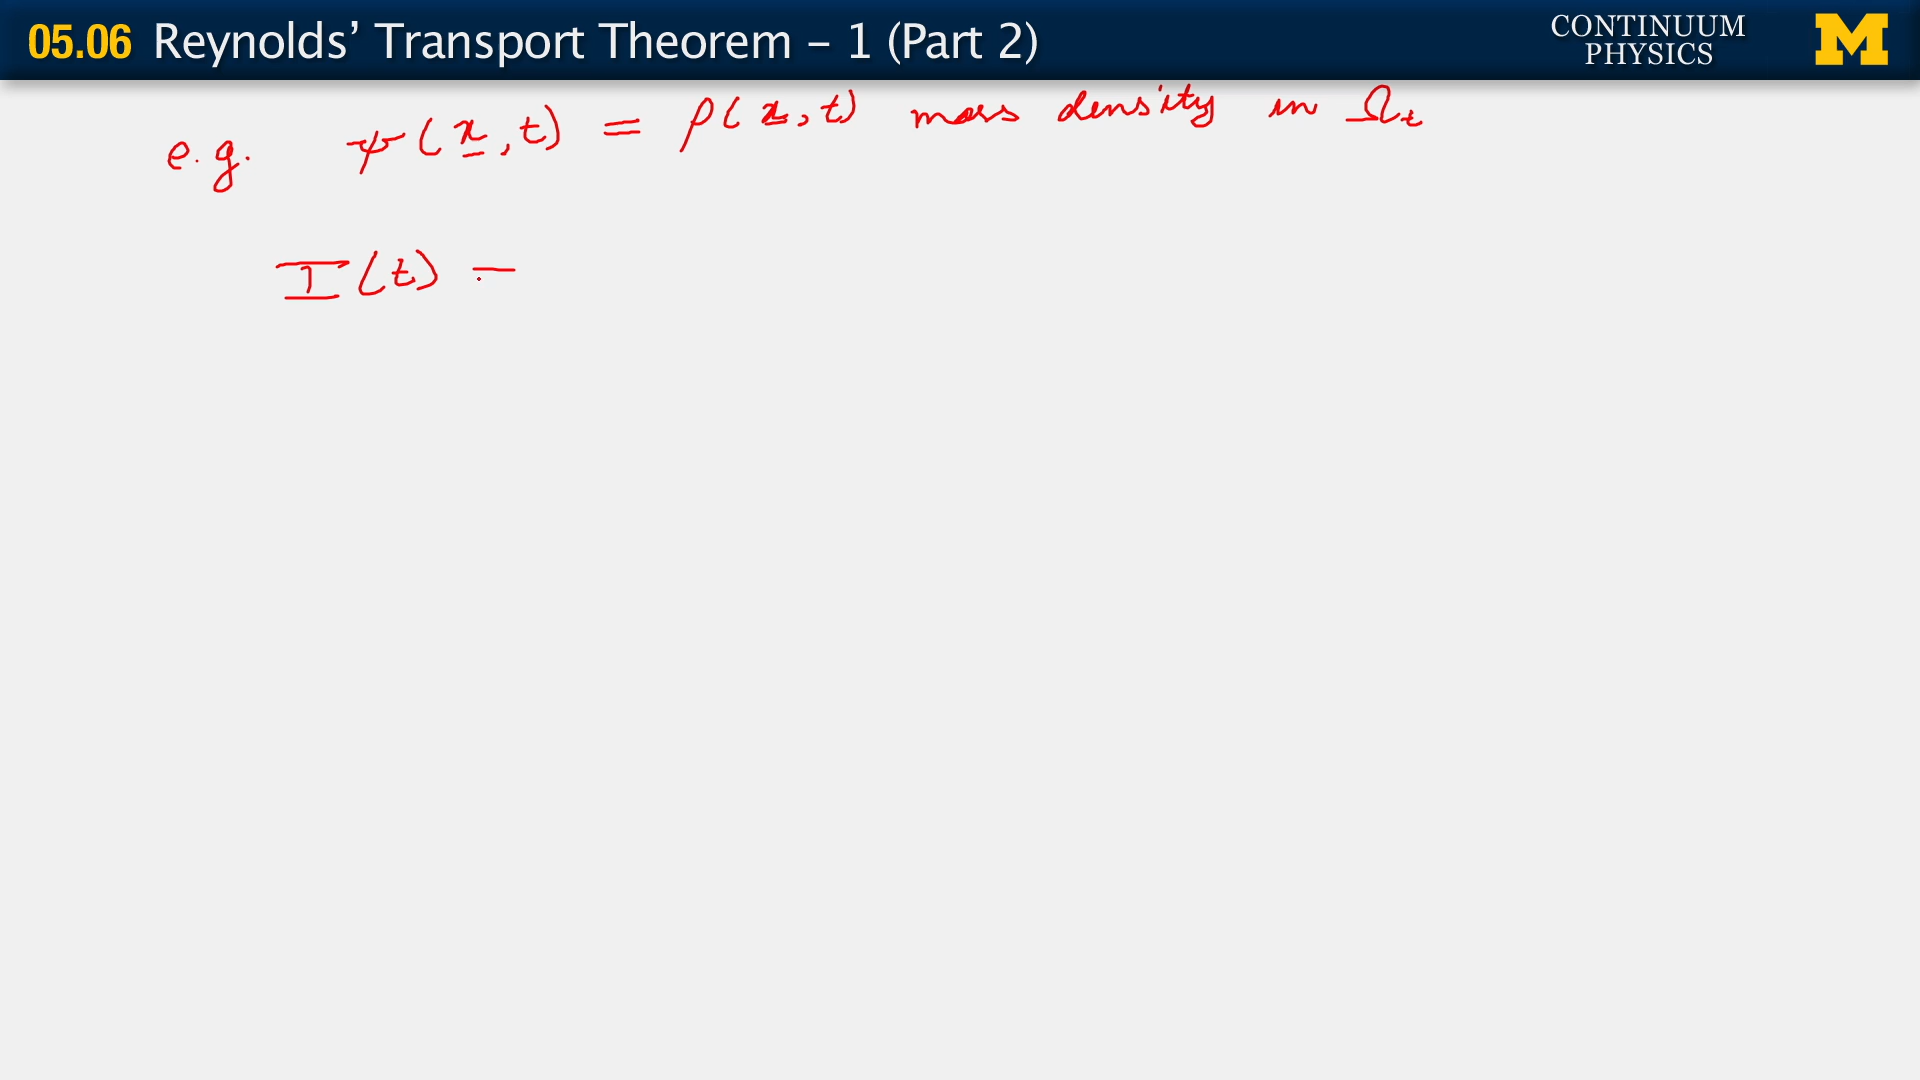 05.06 Reynolds’ Transport Theorem – 1 (Part 2)
CONTINUUM
PHYSICS
M
e.g. ψ(x, t) = ρ(x, t) mass density in Ωt
I(t) =